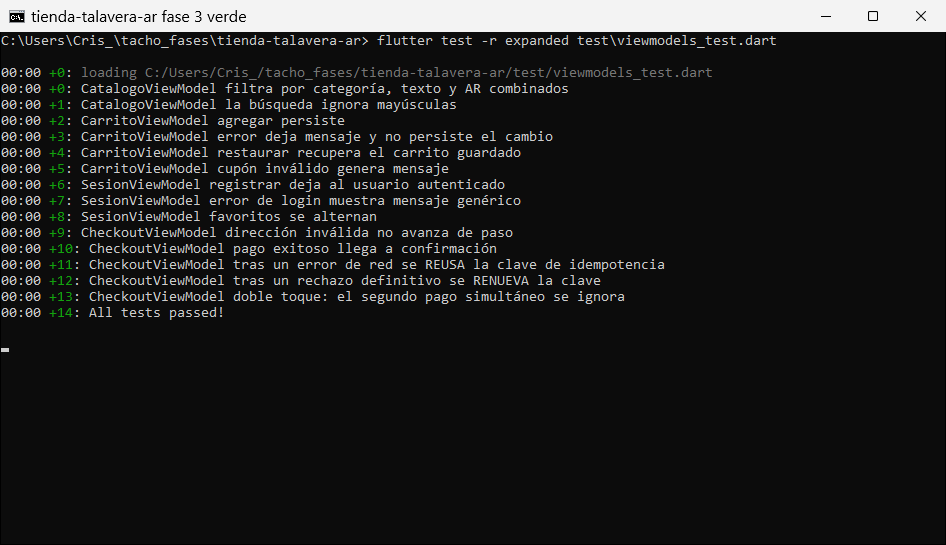 tienda-talavera-ar fase 3 verde
C:\Users\Cris_\tacho_fases\tienda-talavera-ar> flutter test -r expanded test\viewmodels_test.dart
00:00 +0: loading C:/Users/Cris_/tacho_fases/tienda-talavera-ar/test/viewmodels_test.dart
00:00 +0: CatalogoViewModel filtra por categoría, texto y AR combinados
00:00 +1: CatalogoViewModel la búsqueda ignora mayúsculas
00:00 +2: CarritoViewModel agregar persiste
00:00 +3: CarritoViewModel error deja mensaje y no persiste el cambio
00:00 +4: CarritoViewModel restaurar recupera el carrito guardado
00:00 +5: CarritoViewModel cupón inválido genera mensaje
00:00 +6: SesionViewModel registrar deja al usuario autenticado
00:00 +7: SesionViewModel error de login muestra mensaje genérico
00:00 +8: SesionViewModel favoritos se alternan
00:00 +9: CheckoutViewModel dirección inválida no avanza de paso
00:00 +10: CheckoutViewModel pago exitoso llega a confirmación
00:00 +11: CheckoutViewModel tras un error de red se REUSA la clave de idempotencia
00:00 +12: CheckoutViewModel tras un rechazo definitivo se RENUEVA la clave
00:00 +13: CheckoutViewModel doble toque: el segundo pago simultáneo se ignora
00:00 +14: All tests passed!